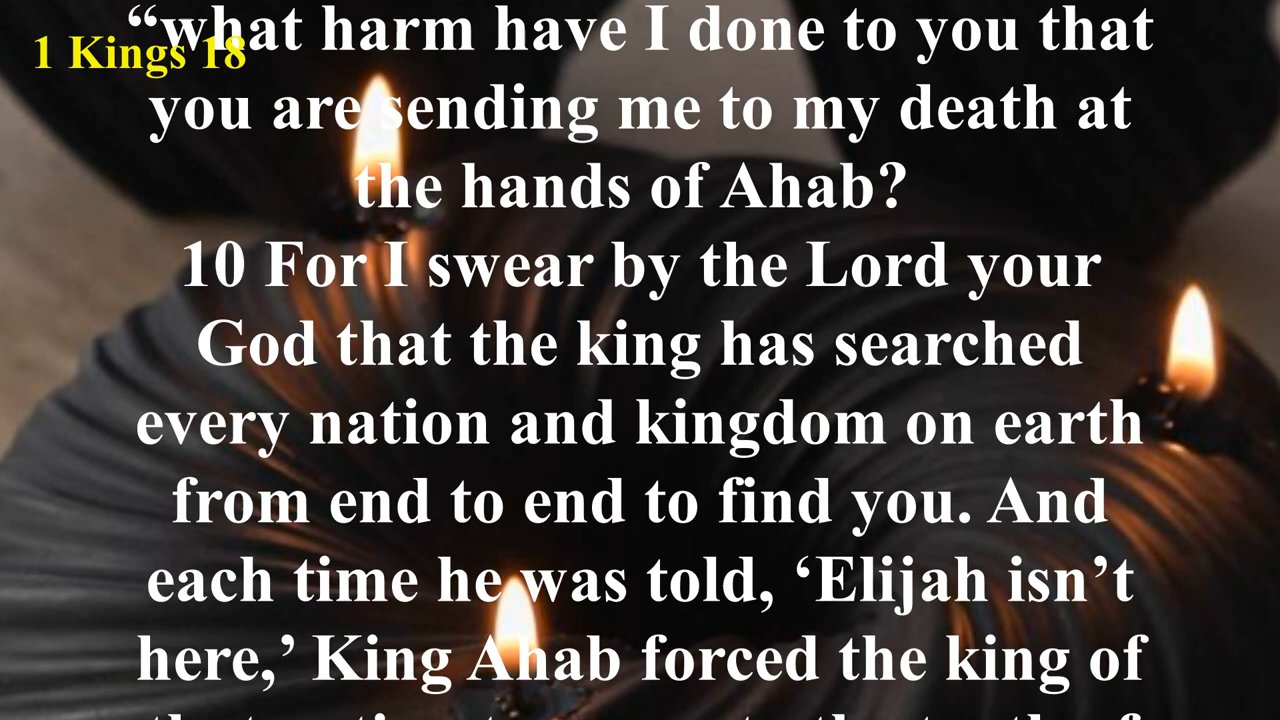 1 Kings 18
“what harm have I done to you that
you are sending me to my death at
the hands of Ahab?
10 For I swear by the Lord your
God that the king has searched
every nation and kingdom on earth
from end to end to find you. And
each time he was told, ‘Elijah isn’t
here,’ King Ahab forced the king of